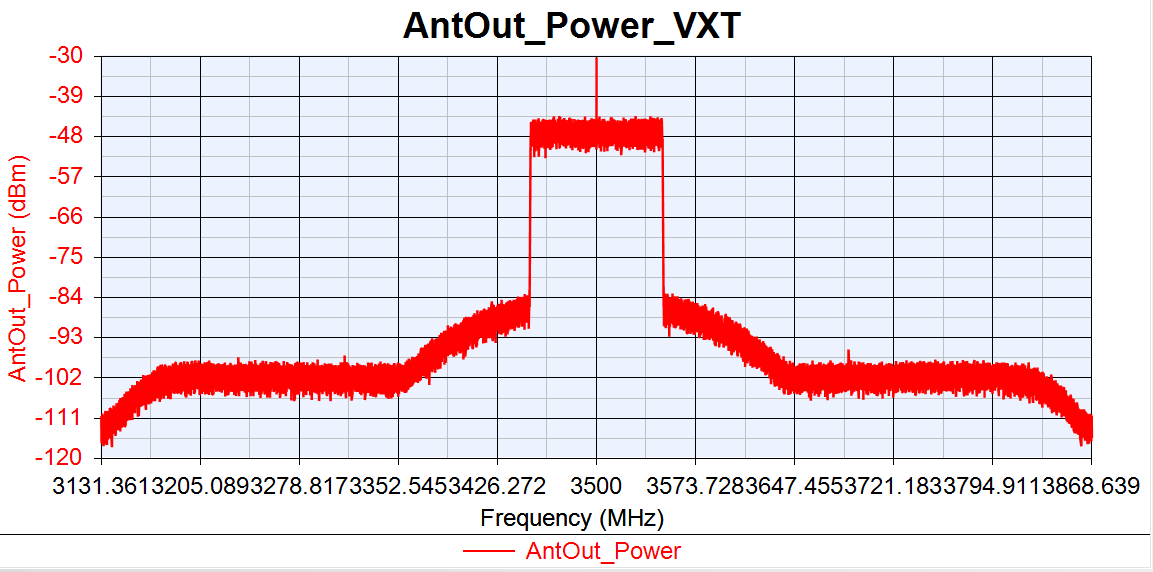 AntOut_Power_VXT
-30
-39
-48
-57
-66
-75
-84
-93
-102
-111
-120
AntOut_Power (dBm)
3131.3613205.0893278.8173352.5453426.272 3500 3573.7283647.4553721.1833794.9113868.639
Frequency (MHz)
AntOut_Power